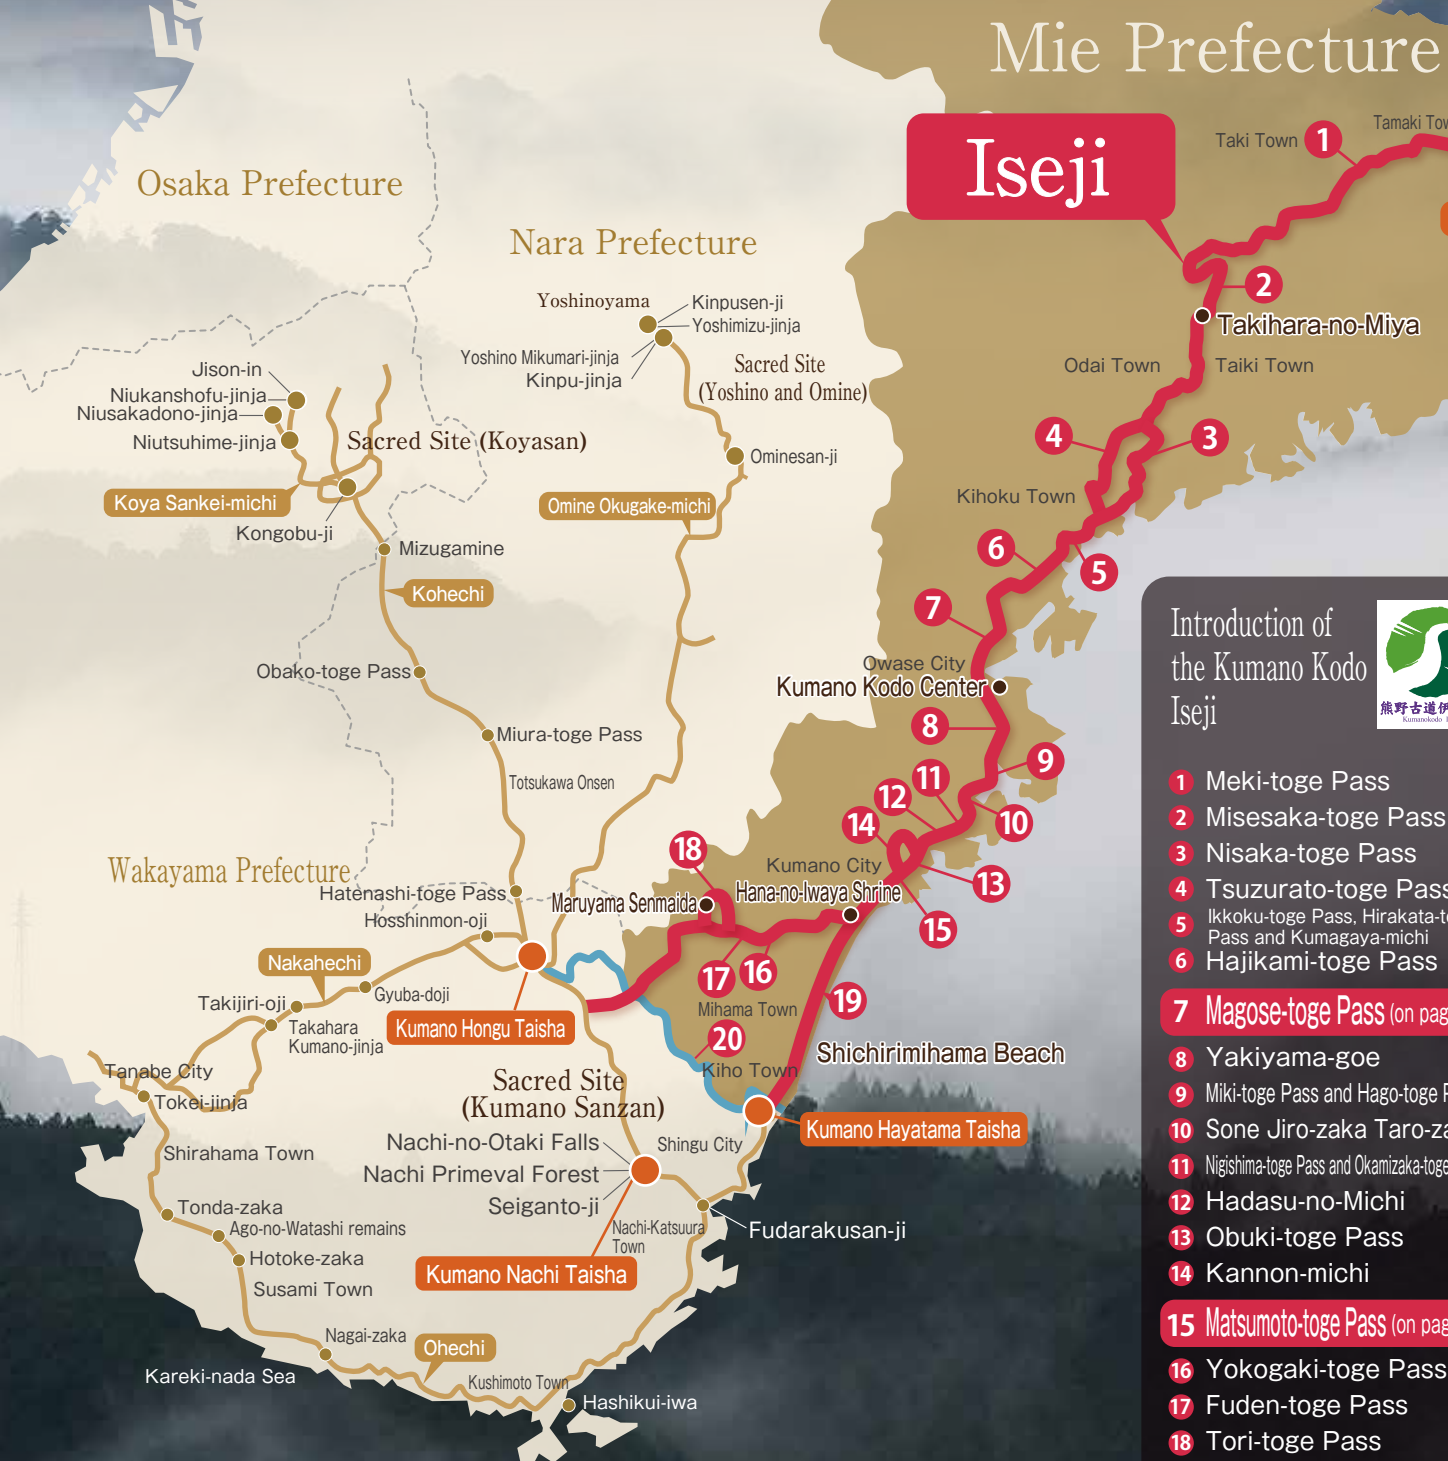 Mie Prefecture
Iseji
Taki Town
1
Osaka Prefecture
Nara Prefecture
2
Takihara-no-Miya
Yoshinoyama
Kinpusen-ji
Yoshimizu-jinja
Yoshino Mikumari-jinja
Kinpu-jinja
Sacred Site
(Yoshino and Omine)
Odai Town
Taiki Town
Jison-in
Niukanshofu-jinja
Niusakadono-jinja
Niutsuhime-jinja
Sacred Site (Koyasan)
4
3
Ominesan-ji
Koya Sankei-michi
Omine Okugake-michi
Kihoku Town
Kongobu-ji
Mizugamine
6
5
Kohechi
7
Obako-toge Pass
Owase City
Kumano Kodo Center
Miura-toge Pass
8
9
Totsukawa Onsen
11
12
10
14
18
Kumano City
13
Wakayama Prefecture
Hatenashi-toge Pass
Maruyama Senmaida
Hana-no-Iwaya Shrine
Hosshinmon-oji
15
Nakahechi
17
16
Gyuba-doji
Takijiri-oji
Mihama Town
19
Takahara
Kumano-jinja
Kumano Hongu Taisha
20
Shichirimihama Beach
Tanabe City
Kiho Town
Sacred Site
(Kumano Sanzan)
Tokei-jinja
Kumano Hayatama Taisha
Nachi-no-Otaki Falls
Shingu City
Shirahama Town
Nachi Primeval Forest
Seiganto-ji
Tonda-zaka
Ago-no-Watashi remains
Nachi-Katsuura
Town
Fudarakusan-ji
Hotoke-zaka
Kumano Nachi Taisha
Susami Town
Nagai-zaka
Ohechi
Kareki-nada Sea
Kushimoto Town
Hashikui-iwa
Introduction of
the Kumano Kodo
Iseji
熊野古道伊
Kumanokodo
1 Meki-toge Pass
2 Misesaka-toge Pass
3 Nisaka-toge Pass
4 Tsuzurato-toge Pass
5 Ikkoku-toge Pass,
Pass and Kumagaya-michi
6 Hajikami-toge Pass
7 Magose-toge Pass (on
8 Yakiyama-goe
9 Miki-toge Pass and Hago-toge
10 Sone Jiro-zaka
11 Nigishima-toge Pass and Okamizaka-toge
12 Hadasu-no-Michi
13 Obuki-toge Pass
14 Kannon-michi
15 Matsumoto-toge Pass (on
16 Yokogaki-toge Pass
17 Fuden-toge Pass
18 Tori-toge Pass